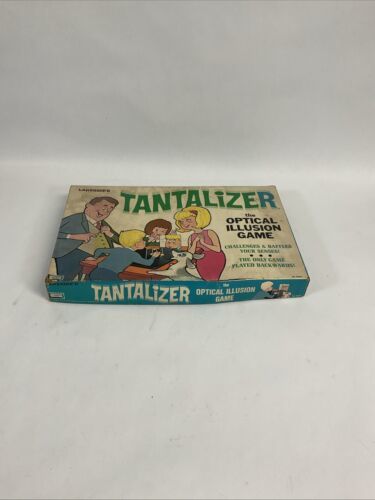 LAKESIDE'S
TANTALiZER
the
OPTICAL
ILLUSION
GAME
CHALLENGES & BAFFLES
YOUR SENSES!
• • •
THE ONLY GAME
PLAYED BACKWARDS!
TANTALiZER
the
OPTICAL ILLUSION
GAME